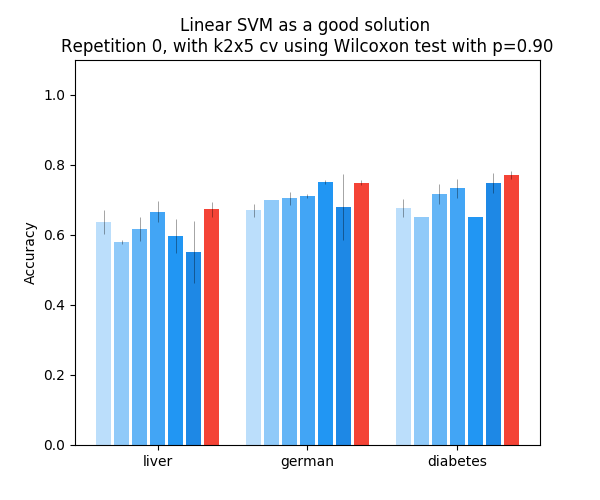 Linear SVM as a good solution
Repetition 0, with k2x5 cv using Wilcoxon test with p=0.90
1.0
0.8
0.6
0.4
0.2
0.0
Accuracy
liver german diabetes